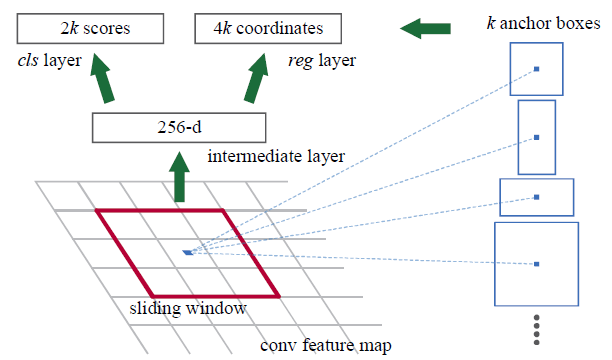 2k scores
4k coordinates
k anchor boxes
cls layer
reg layer
256-d
intermediate layer
sliding window
conv feature map